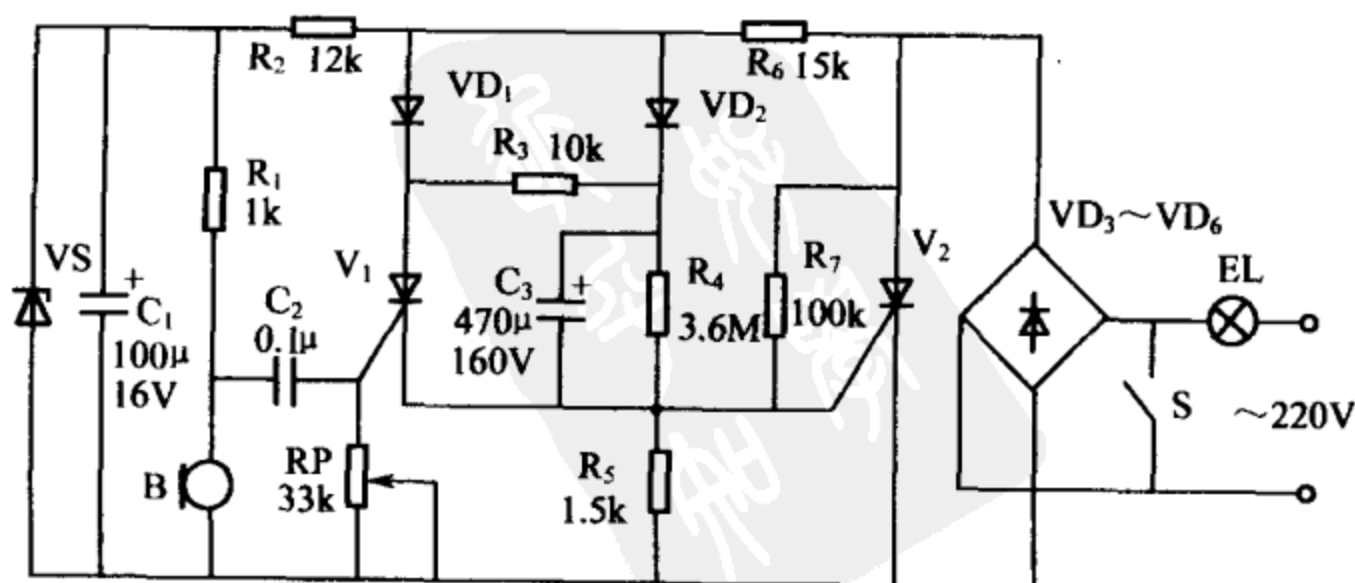 R₂ 12k
R₆ 15k
VD₁
VD₂
R₃ 10k
R₁
1k
VS
V₁
C₁
100μ
16V
+
C₂
0.1μ
C₃
470μ
160V
+
R₄
3.6M
R₇
100k
V₂
VD₃～VD₆
EL
S
～220V
B
RP
33k
R₅
1.5k